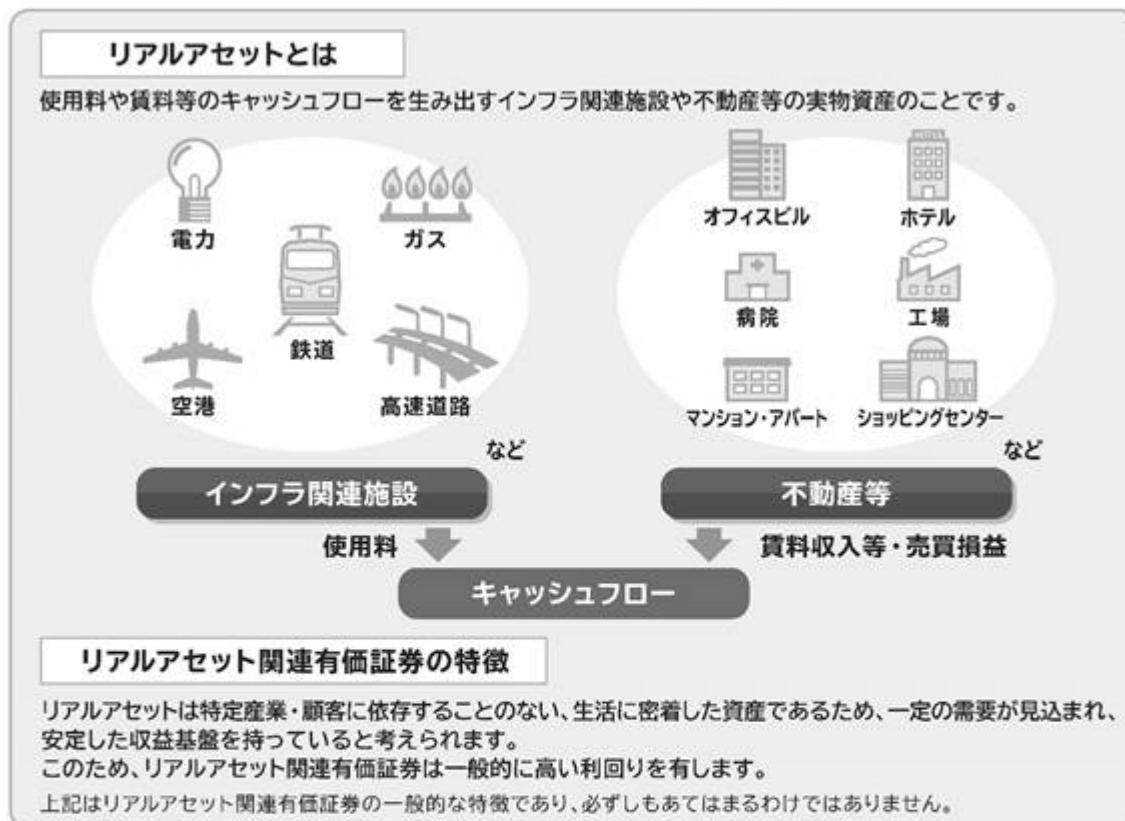 リアルアセットとは
使用料や賃料等のキャッシュフローを生み出すインフラ関連施設や不動産等の実物資産のことです。
電力
ガス
鉄道
空港
高速道路
など
インフラ関連施設
オフィスビル
ホテル
病院
工場
マンション・アパート
ショッピングセンター
など
不動産等
使用料
賃料収入等・売買損益
キャッシュフロー
リアルアセット関連有価証券の特徴
リアルアセットは特定産業・顧客に依存することのない、生活に密着した資産であるため、一定の需要が見込まれ、
安定した収益基盤を持っていると考えられます。
このため、リアルアセット関連有価証券は一般的に高い利回りを有します。
上記はリアルアセット関連有価証券の一般的な特徴であり、必ずしもあてはまるわけではありません。